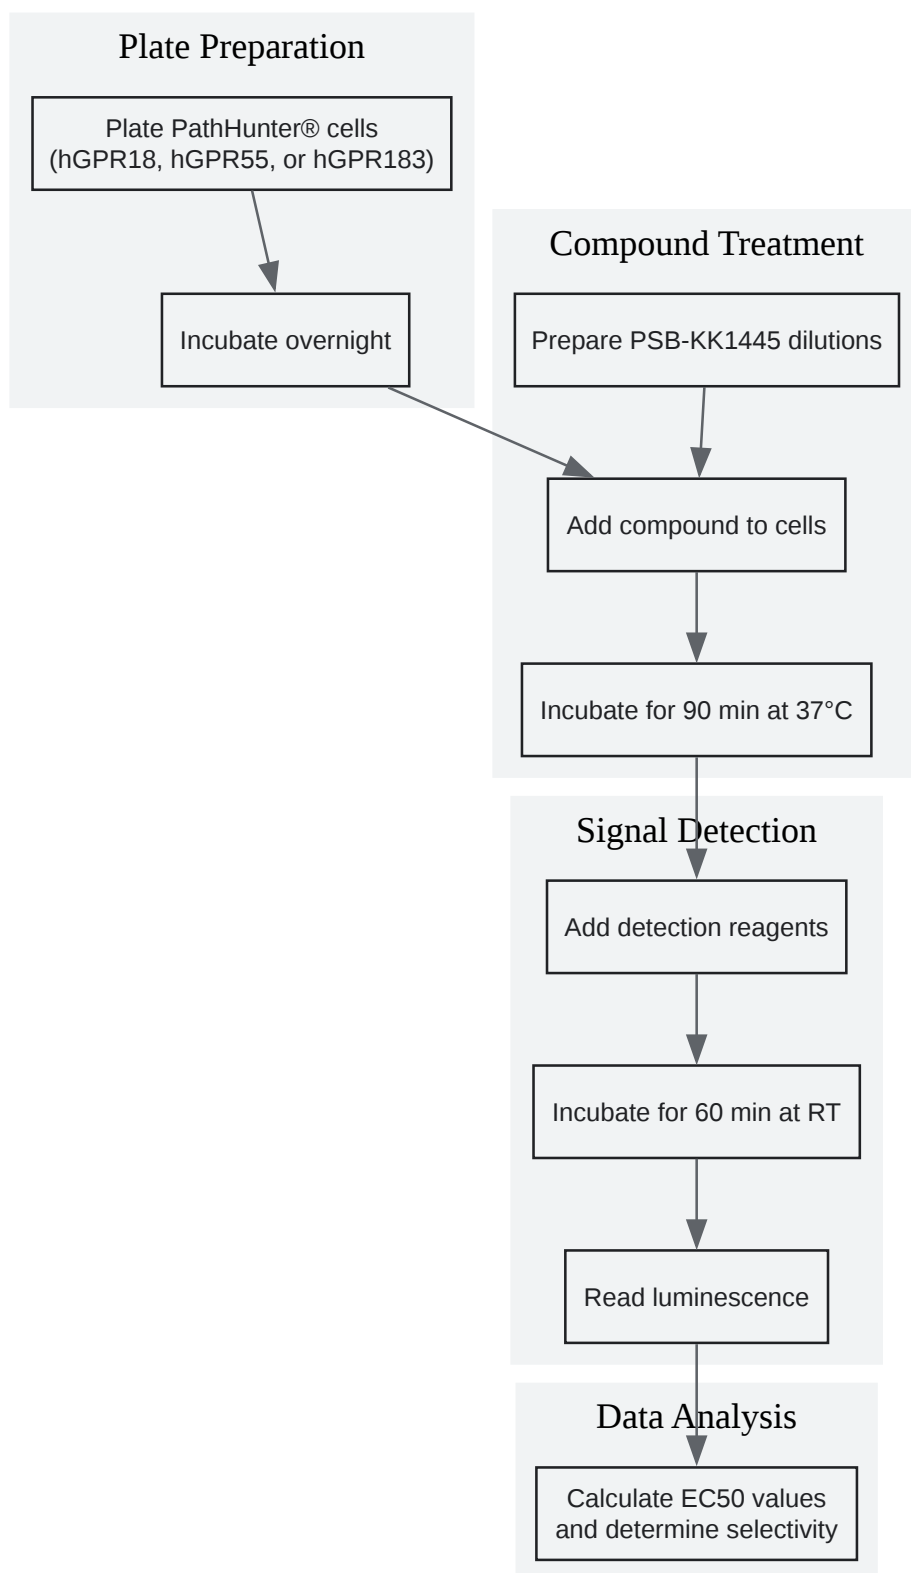 Plate Preparation
Plate PathHunter® cells
(hGPR18, hGPR55, or hGPR183)
Incubate overnight
Compound Treatment
Prepare PSB-KK1445 dilutions
Add compound to cells
Incubate for 90 min at 37°C
Signal Detection
Add detection reagents
Incubate for 60 min at RT
Read luminescence
Data Analysis
Calculate EC50 values
and determine selectivity